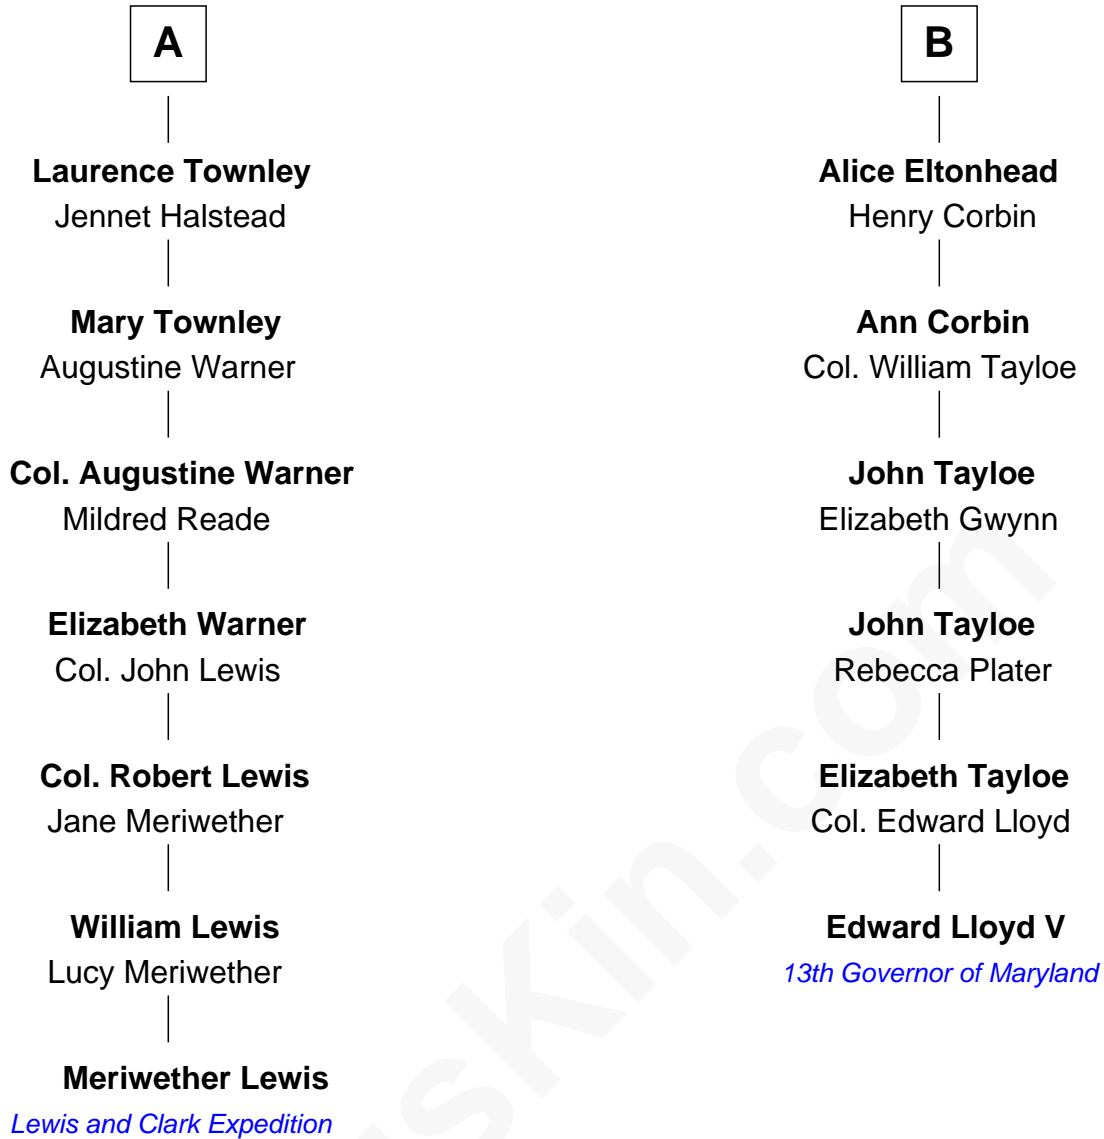 A
Laurence Townley
Jennet Halstead
Mary Townley
Augustine Warner
Col. Augustine Warner
Mildred Reade
Elizabeth Warner
Col. John Lewis
Col. Robert Lewis
Jane Meriwether
William Lewis
Lucy Meriwether
Meriwether Lewis
Lewis and Clark Expedition
B
Alice Eltonhead
Henry Corbin
Ann Corbin
Col. William Tayloe
John Tayloe
Elizabeth Gwynn
John Tayloe
Rebecca Plater
Elizabeth Tayloe
Col. Edward Lloyd
Edward Lloyd V
13th Governor of Maryland